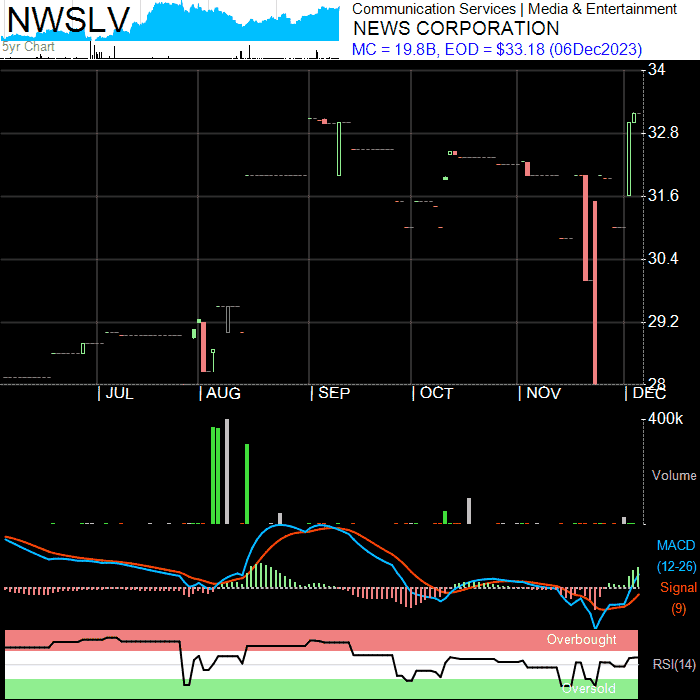 NWSLV
5yr Chart
Communication Services | Media & Entertainment
NEWS CORPORATION
MC = 19.8B, EOD = $33.18 (06Dec2023)
34
32.8
31.6
30.4
29.2
28
| JUL | AUG | SEP | OCT | NOV | DEC
400k
Volume
MACD
(12-26)
Signal
(9)
Overbought
RSI(14)
Oversold